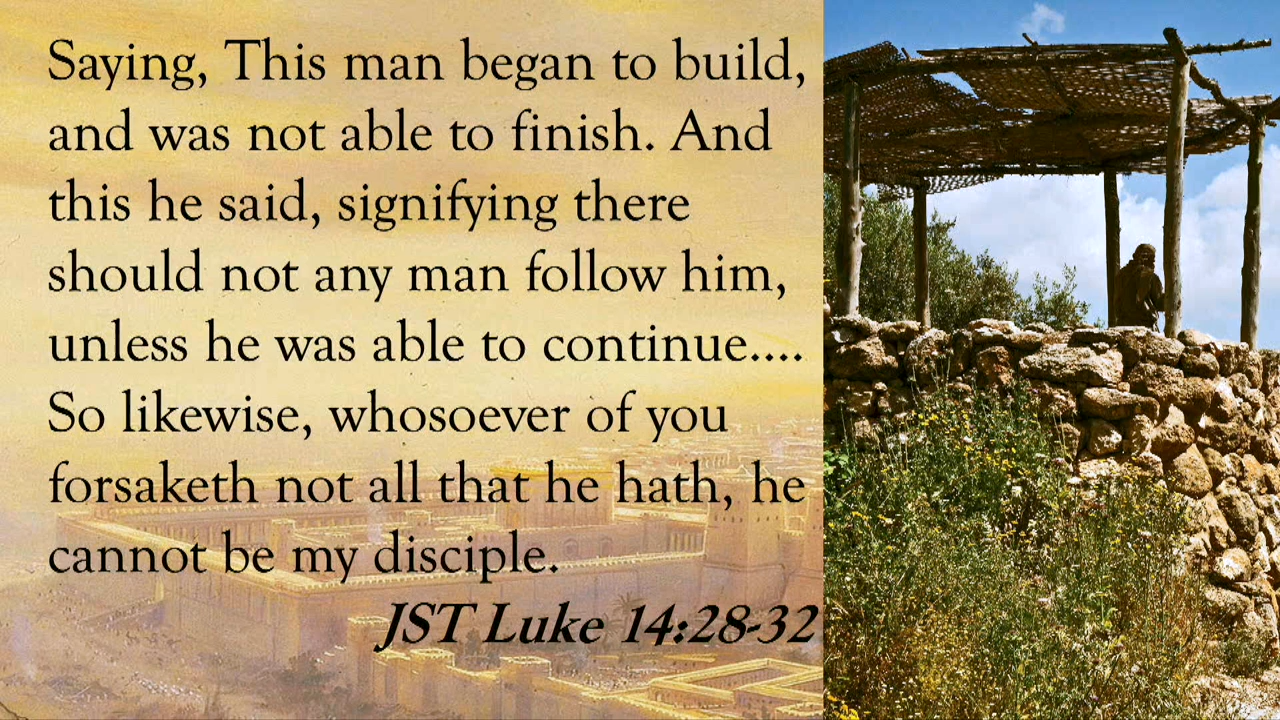 Saying, This man began to build,
and was not able to finish. And
this he said, signifying there
should not any man follow him,
unless he was able to continue....
So likewise, whosoever of you
forsaketh not all that he hath, he
cannot be my disciple.
JST Luke 14:28-32